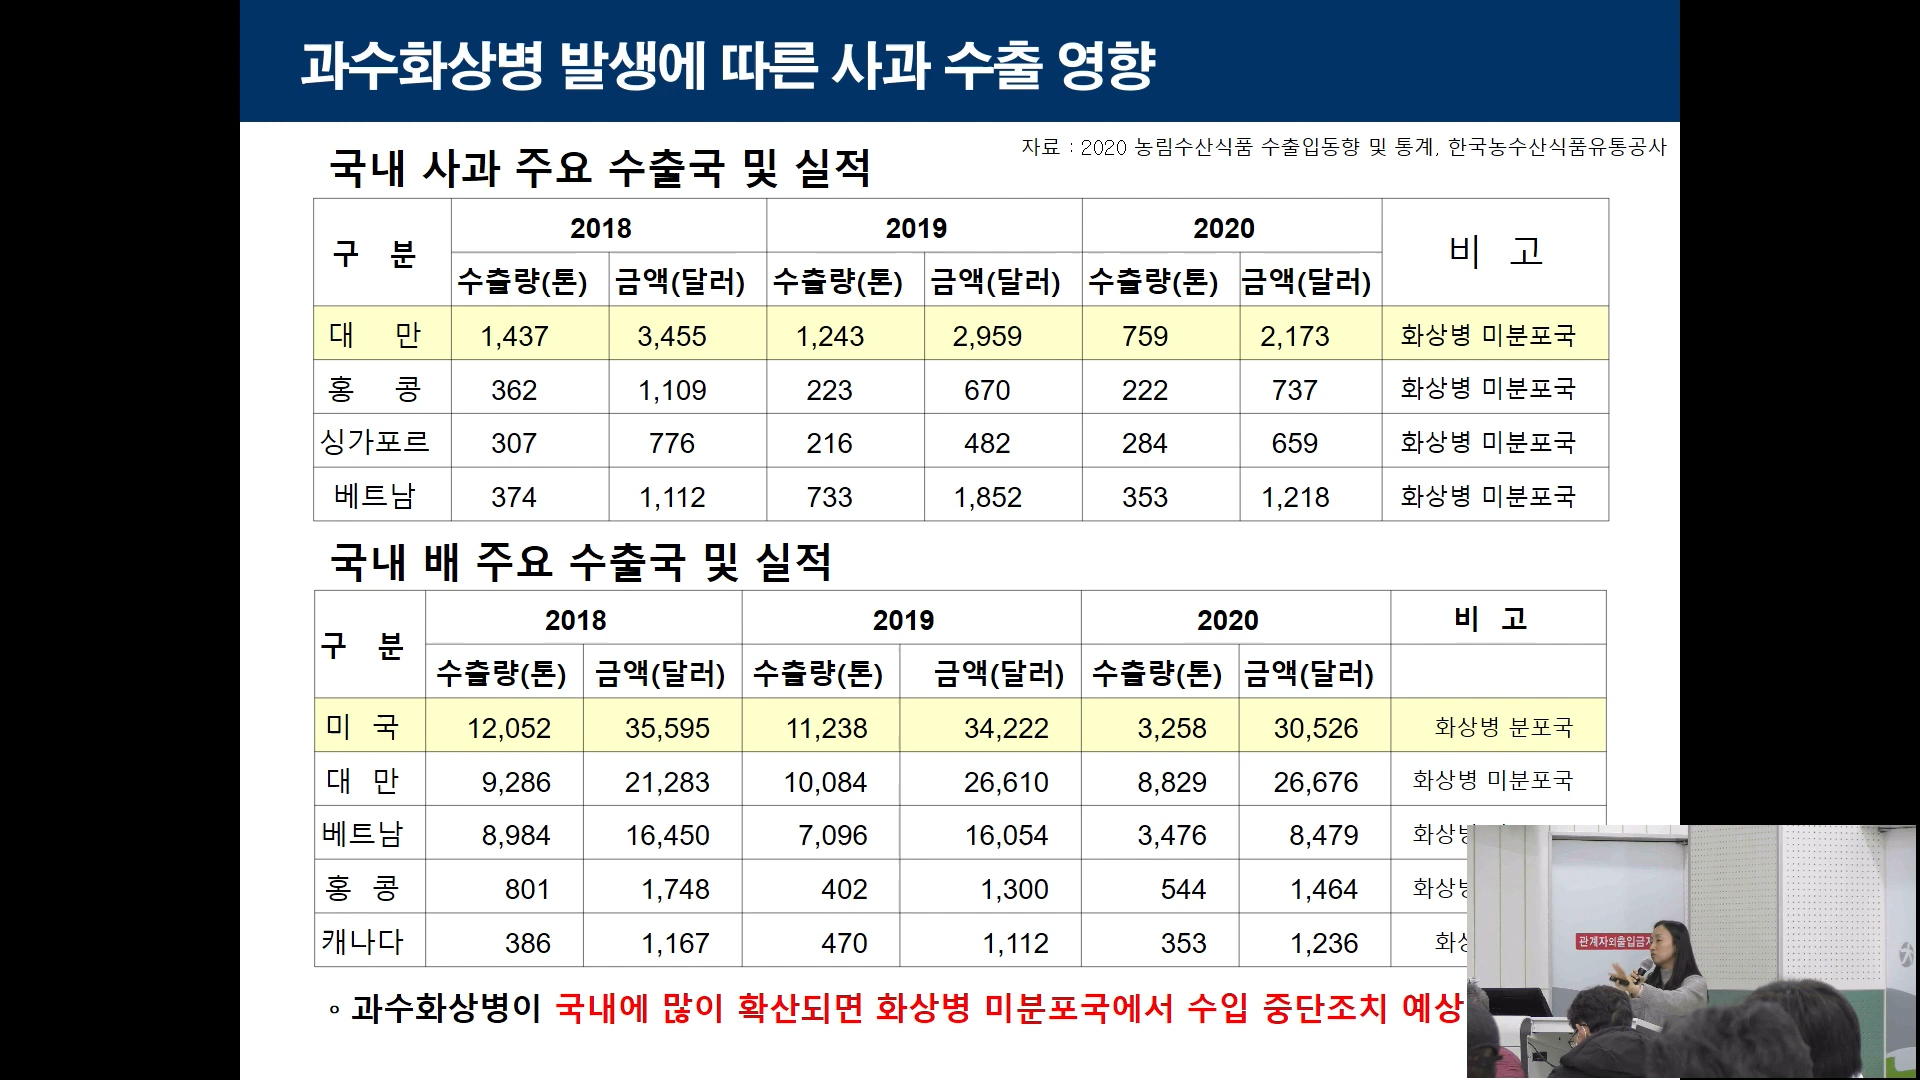 과수화상병 발생에 따른 사과 수출 영향
자료 : 2020 농림수산식품 수출입동향 및 통계, 한국농수산식품유통공사
국내 사과 주요 수출국 및 실적
구 분 2018 2019 2020 비 고
수출량(톤) 금액(달러) 수출량(톤) 금액(달러) 수출량(톤) 금액(달러)
대 만 1,437 3,455 1,243 2,959 759 2,173 화상병 미분포국
홍 콩 362 1,109 223 670 222 737 화상병 미분포국
싱가포르 307 776 216 482 284 659 화상병 미분포국
베트남 374 1,112 733 1,852 353 1,218 화상병 미분포국
국내 배 주요 수출국 및 실적
구 분 2018 2019 2020 비 고
수출량(톤) 금액(달러) 수출량(톤) 금액(달러) 수출량(톤) 금액(달러)
미 국 12,052 35,595 11,238 34,222 3,258 30,526 화상병 분포국
대 만 9,286 21,283 10,084 26,610 8,829 26,676 화상병 미분포국
베트남 8,984 16,450 7,096 16,054 3,476 8,479 화상
홍 콩 801 1,748 402 1,300 544 1,464 화상
캐나다 386 1,167 470 1,112 353 1,236 화
◦ 과수화상병이 국내에 많이 확산되면 화상병 미분포국에서 수입 중단조치 예상
관계자외출입금지